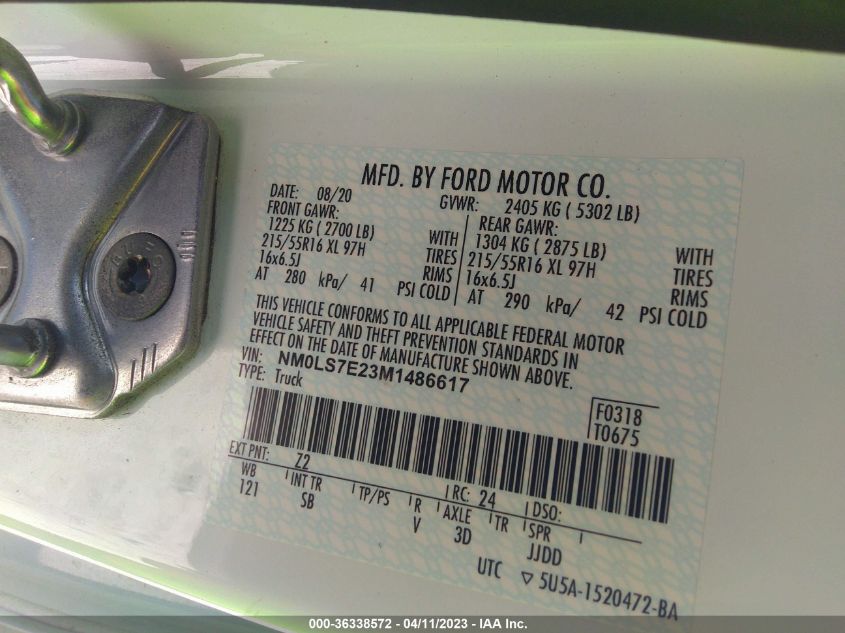 MFD. BY FORD MOTOR CO.
DATE: 08/20 GVWR: 2405 KG ( 5302 LB)
FRONT GAWR: REAR GAWR:
1225 KG ( 2700 LB) WITH 1304 KG ( 2875 LB) WITH
215/55R16 XL 97H TIRES 215/55R16 XL 97H TIRES
16x6.5J RIMS 16x6.5J RIMS
AT 280 kPa/ 41 PSI COLD AT 290 kPa/ 42 PSI COLD
THIS VEHICLE CONFORMS TO ALL APPLICABLE FEDERAL MOTOR
VEHICLE SAFETY AND THEFT PREVENTION STANDARDS IN
EFFECT ON THE DATE OF MANUFACTURE SHOWN ABOVE.
VIN: NM0LS7E23M1486617
TYPE: Truck
F0318
T0675
EXT PNT: Z2 RC: 24 DSO:
WB INT TR TP/PS R AXLE TR SPR
121 SB V 3D JJDD
UTC ▽ 5U5A-1520472-BA
000-36338572 - 04/11/2023 - IAA Inc.